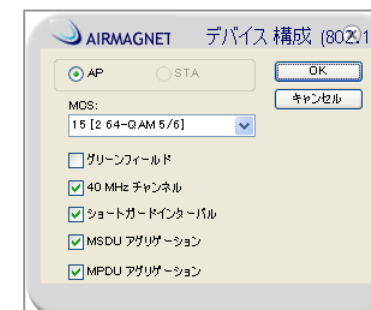 AIRMAGNET デバイス 構成 (802.1
AP STA OK
MCS: キャンセル
15 [2 64-QAM 5/6]
グリーンフィールド
40 MHz チャンネル
ショートガードインターバル
MSDU アグリゲーション
MPDU アグリゲーション